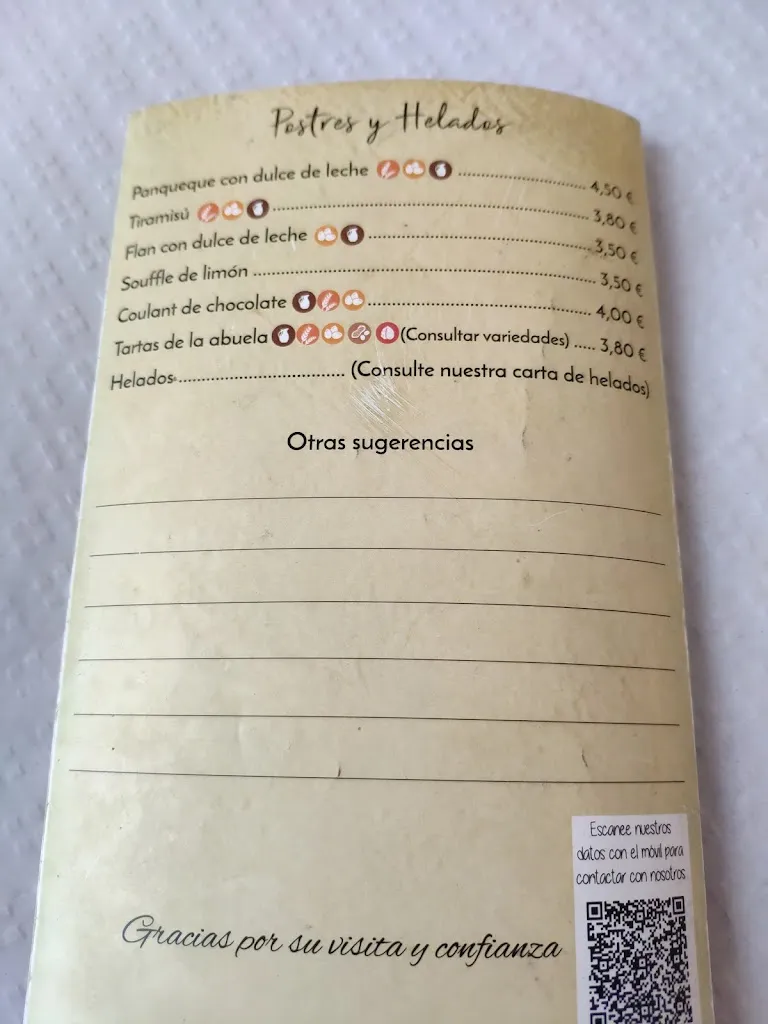 Postres y Helados
Panqueque con dulce de leche .................... 4,50 €
Tiramisú .................... 3,80 €
Flan con dulce de leche .................... 3,50 €
Souffle de limón .................... 3,50 €
Coulant de chocolate .................... 4,00 €
Tartas de la abuela (Consultar variedades) ..... 3,80 €
Helados .................... (Consulte nuestra carta de helados)
Otras sugerencias
Escanee nuestros
datos con el móvil para
contactar con nosotros
Gracias por su visita y confianza